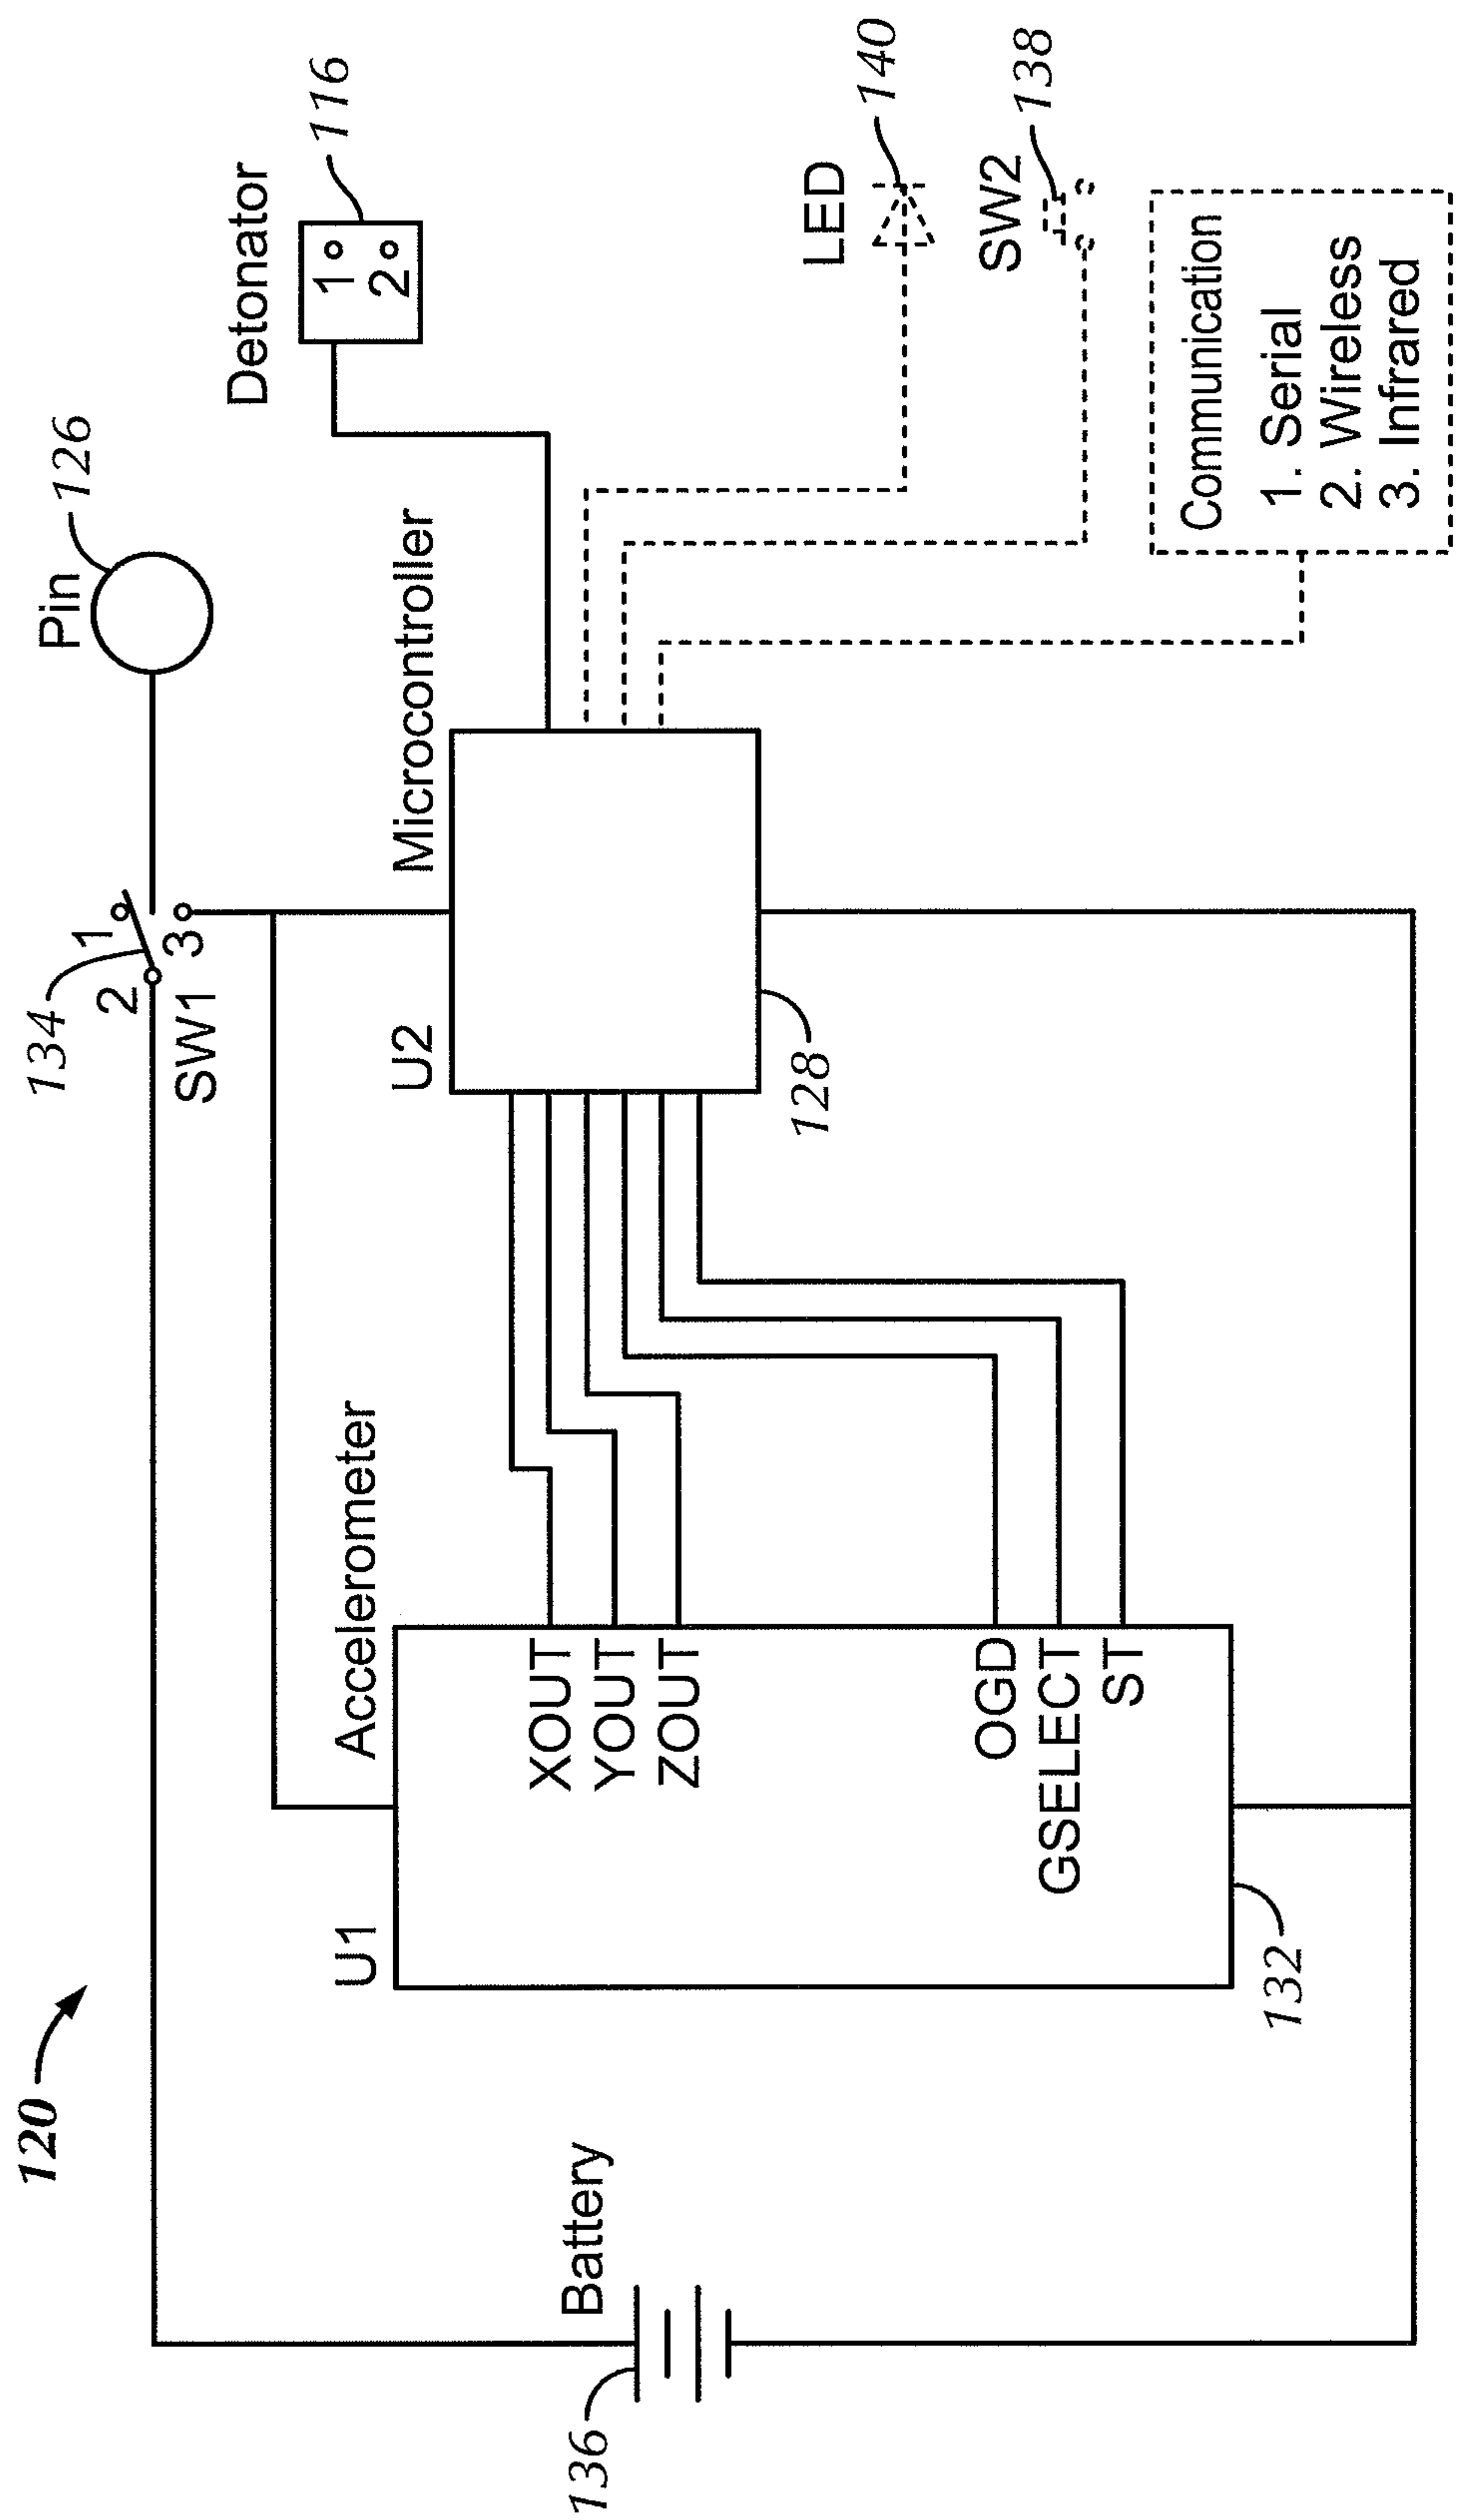 120
134
Pin
126
2
1
3
SW1
Detonator
116
1
2
Microcontroller
U2
128
Accelerometer
U1
XOUT
YOUT
ZOUT
OGD
GSELECT
ST
132
Battery
136
LED
140
SW2
138
Communication
1. Serial
2. Wireless
3. Infrared